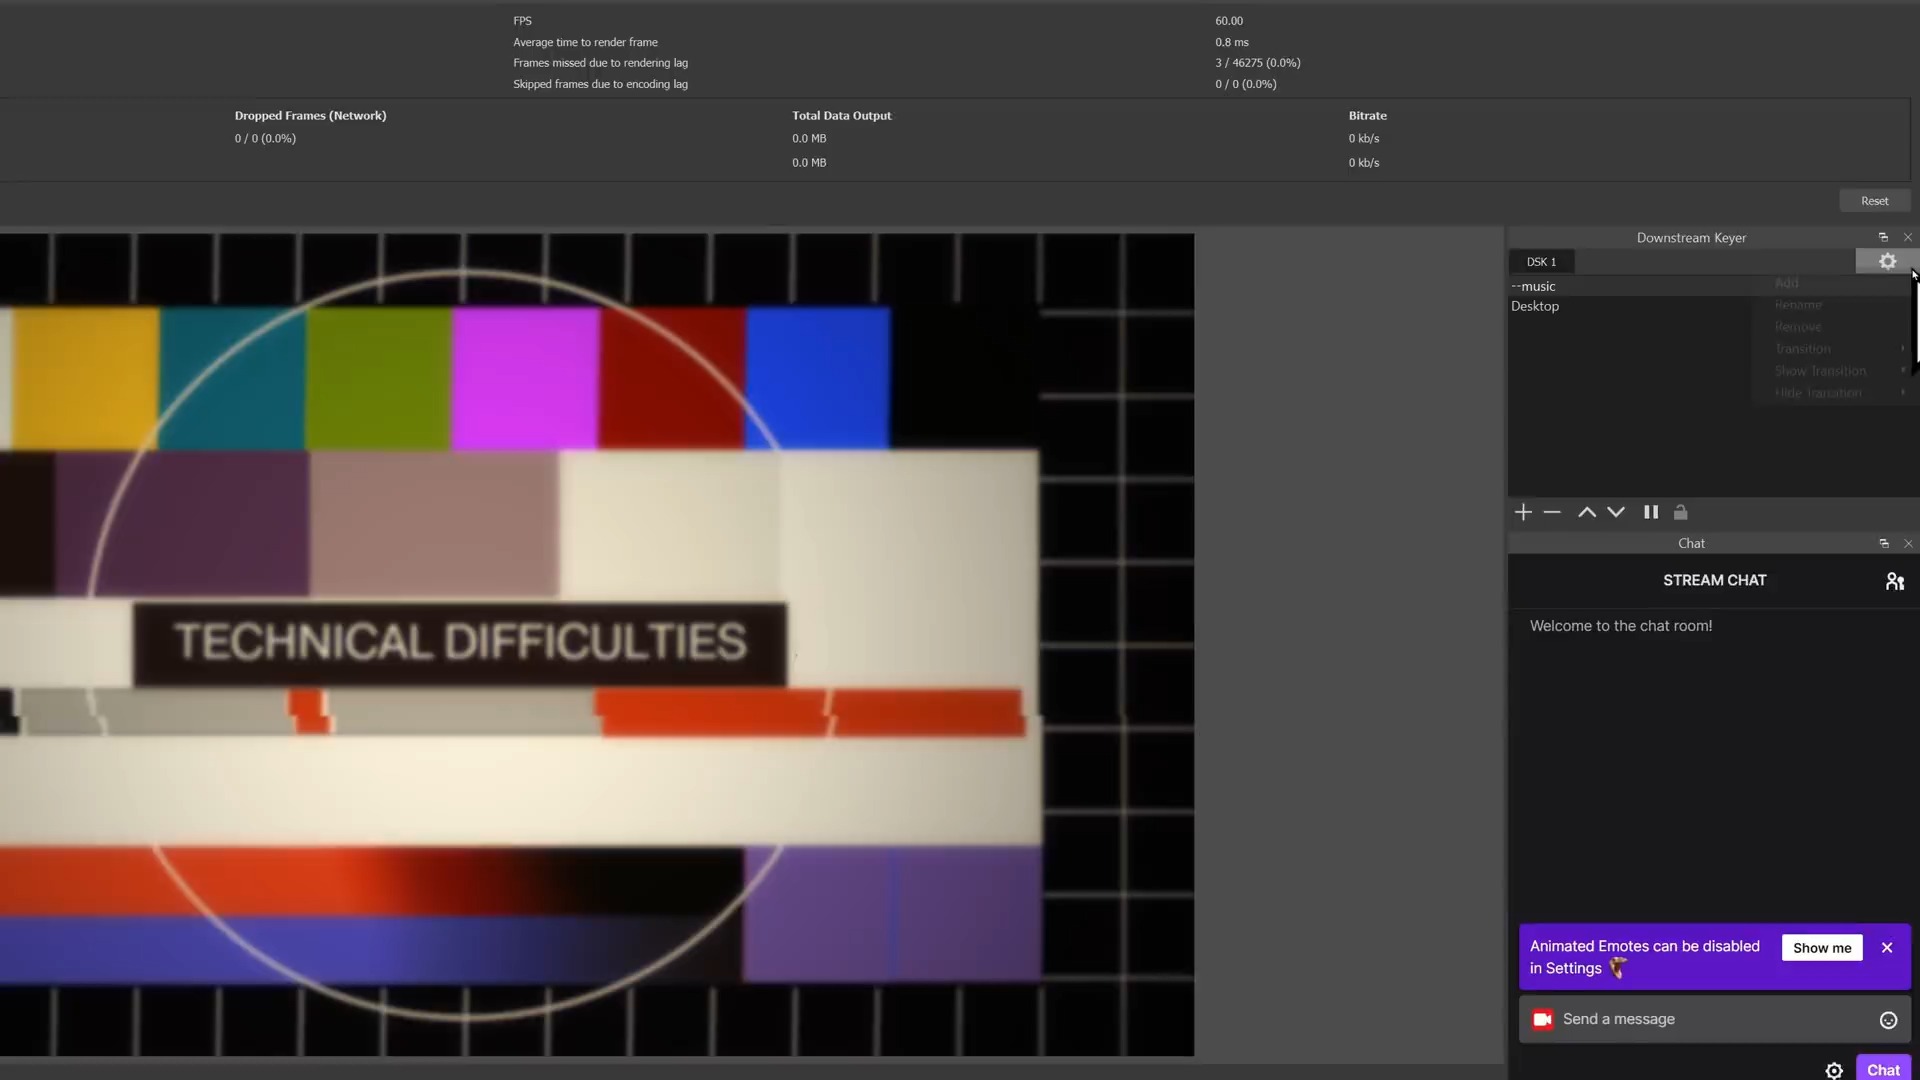 FPS 60.00
Average time to render frame 0.8 ms
Frames missed due to rendering lag 3 / 46275 (0.0%)
Skipped frames due to encoding lag 0 / 0 (0.0%)
Dropped Frames (Network) Total Data Output Bitrate
0 / 0 (0.0%) 0.0 MB 0 kb/s
0.0 MB 0 kb/s
Reset
Downstream Keyer
DSK 1
--music
Desktop
Add
Rename
Remove
Transition
Show Transition
Hide Transition
TECHNICAL DIFFICULTIES
Chat
STREAM CHAT
Welcome to the chat room!
Animated Emotes can be disabled
in Settings
Show me
Send a message
Chat